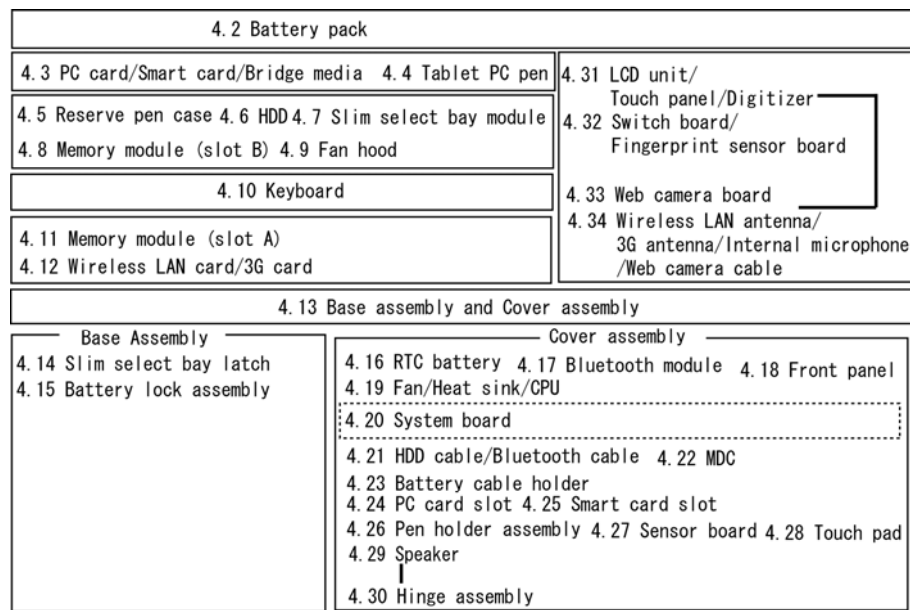 4.2 Battery pack
4.3 PC card/Smart card/Bridge media 4.4 Tablet PC pen
4.5 Reserve pen case 4.6 HDD 4.7 Slim select bay module
4.8 Memory module (slot B) 4.9 Fan hood
4.10 Keyboard
4.11 Memory module (slot A)
4.12 Wireless LAN card/3G card
4.31 LCD unit/
Touch panel/Digitizer
4.32 Switch board/
Fingerprint sensor board
4.33 Web camera board
4.34 Wireless LAN antenna/
3G antenna/Internal microphone
/Web camera cable
4.13 Base assembly and Cover assembly
Base Assembly
4.14 Slim select bay latch
4.15 Battery lock assembly
Cover assembly
4.16 RTC battery 4.17 Bluetooth module 4.18 Front panel
4.19 Fan/Heat sink/CPU
4.20 System board
4.21 HDD cable/Bluetooth cable 4.22 MDC
4.23 Battery cable holder
4.24 PC card slot 4.25 Smart card slot
4.26 Pen holder assembly 4.27 Sensor board 4.28 Touch pad
4.29 Speaker
4.30 Hinge assembly